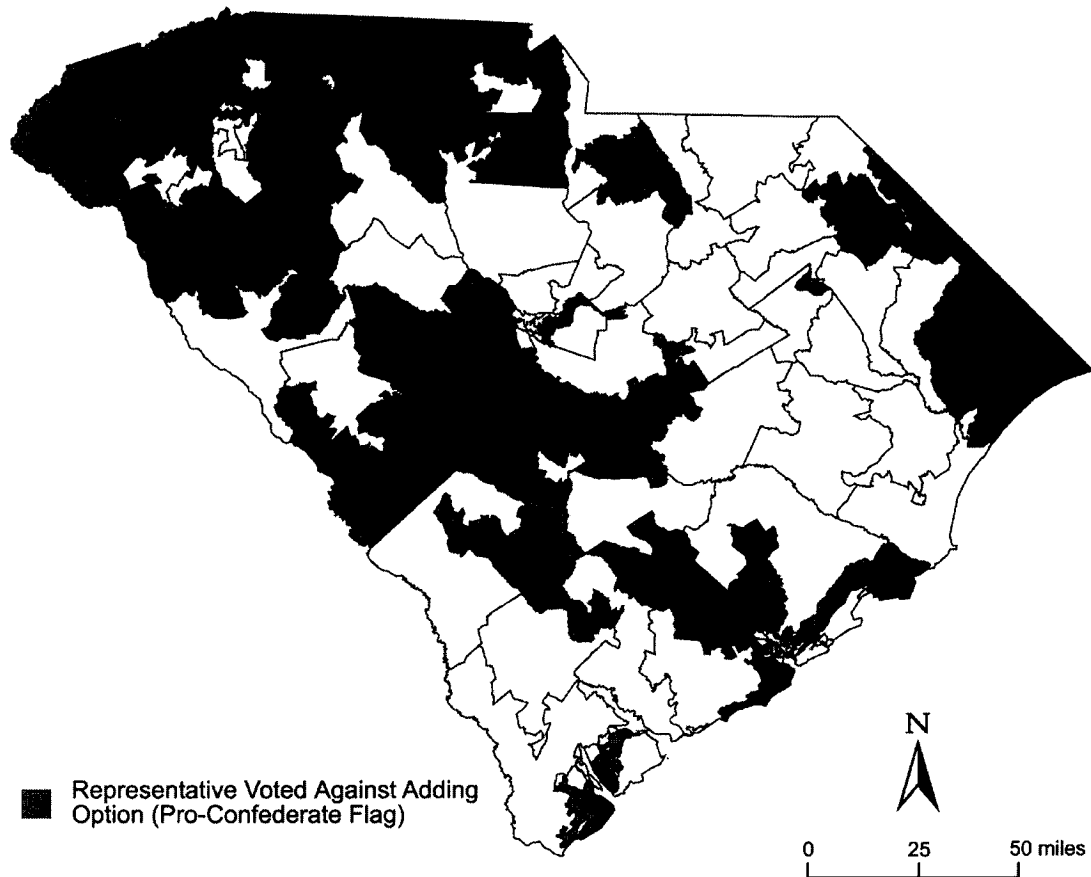 N
Representative Voted Against Adding
Option (Pro-Confederate Flag)
0 25 50 miles